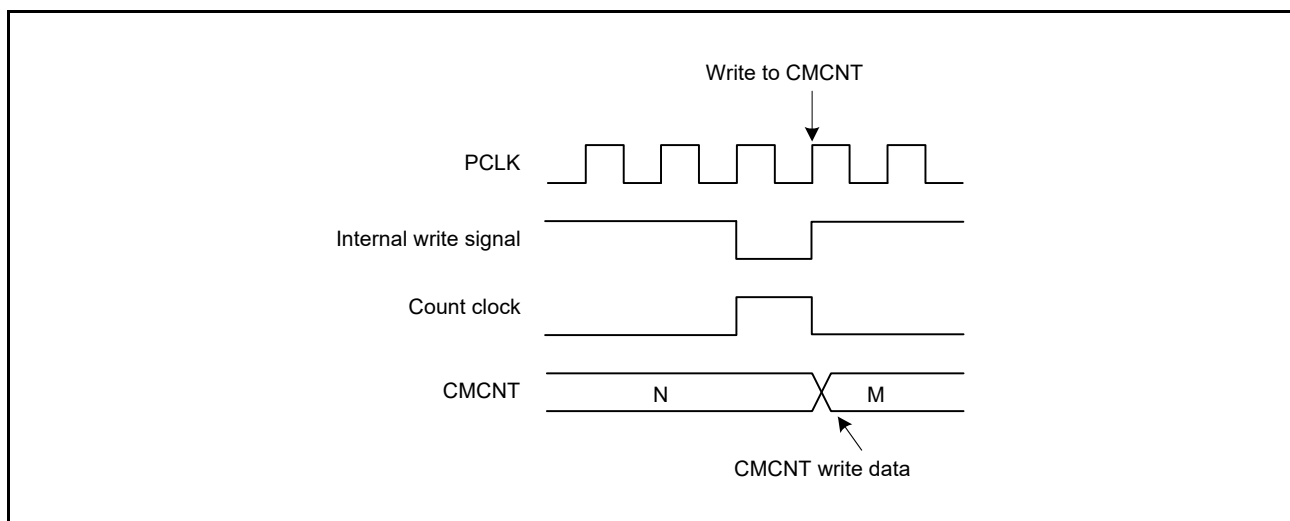 Write to CMCNT
PCLK
Internal write signal
Count clock
CMCNT
N
M
CMCNT write data